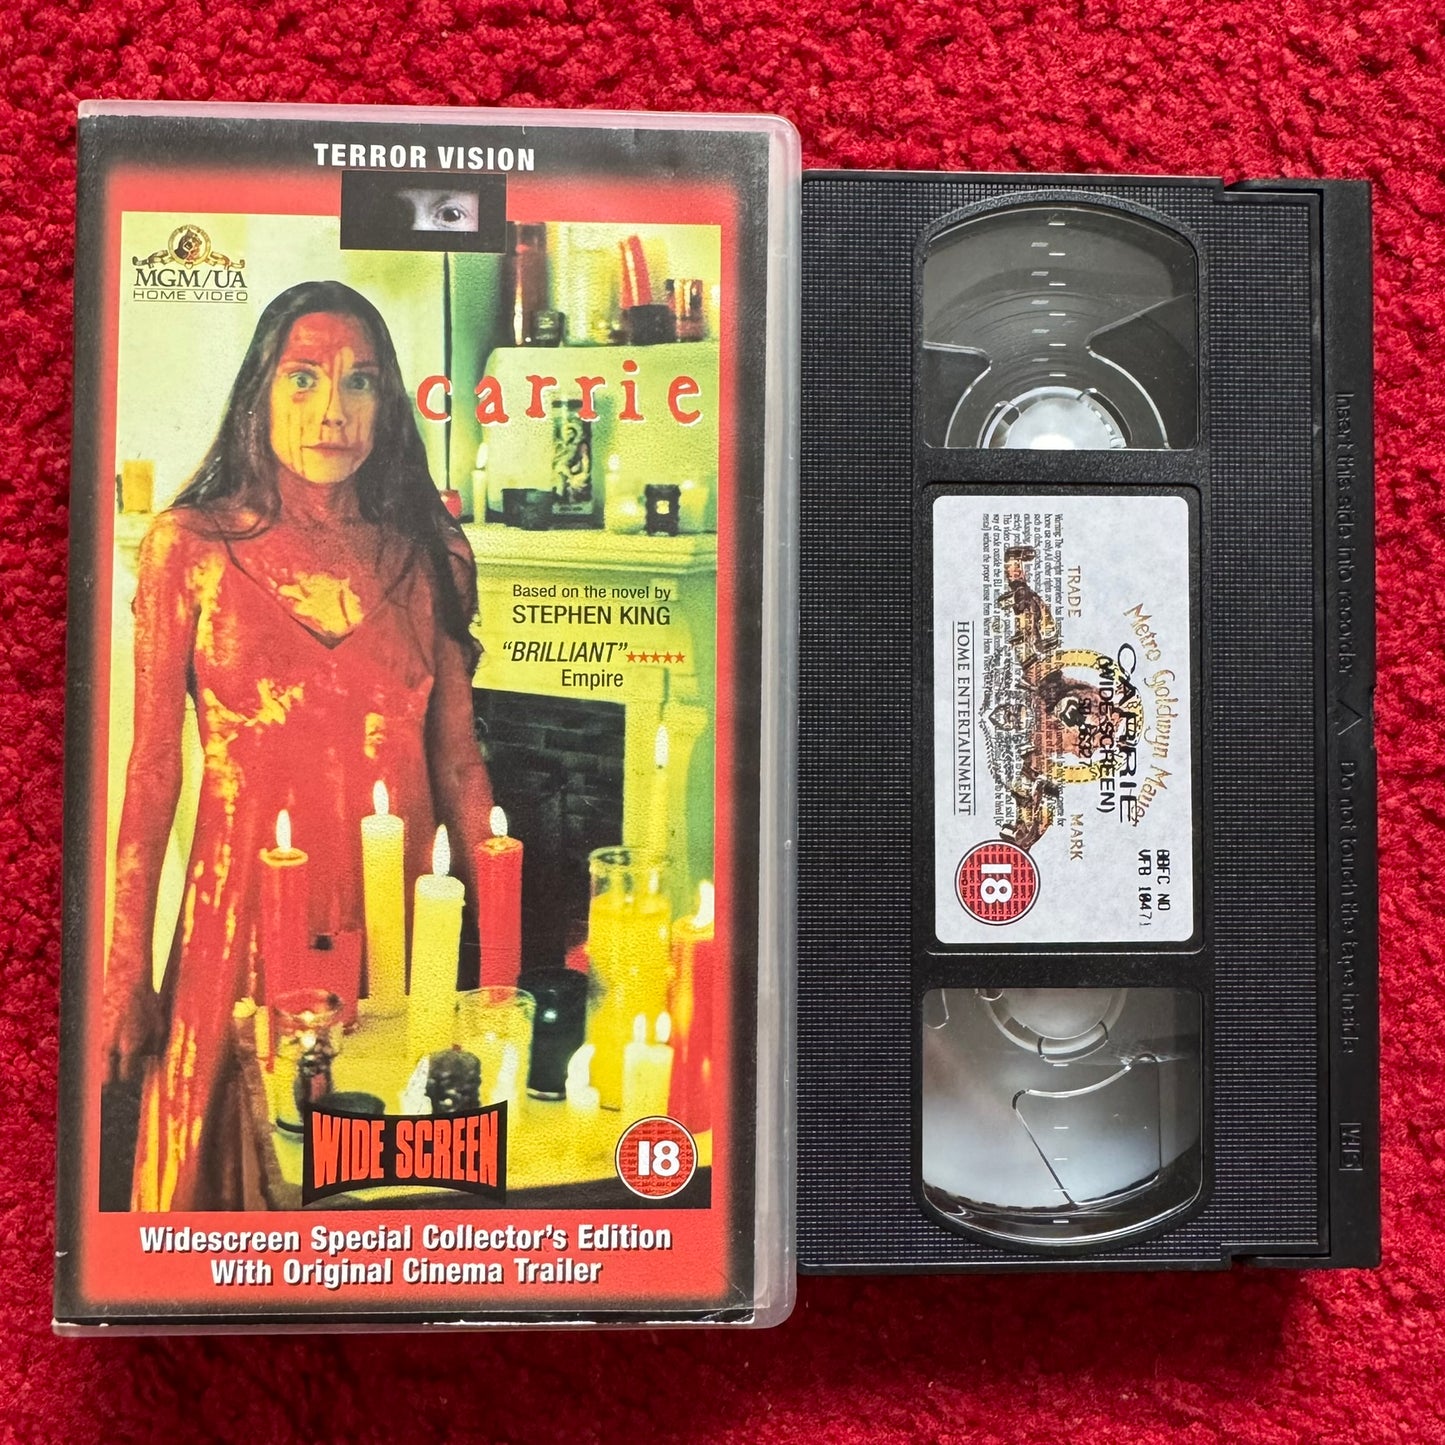 TERROR VISION
MGM/UA
HOME VIDEO
carrie
Based on the novel by
STEPHEN KING
"BRILLIANT"★★★★★
Empire
WIDE SCREEN
18
Widescreen Special Collector's Edition
With Original Cinema Trailer
Metro Goldwyn Mayer
TRADE MARK
HOME ENTERTAINMENT
CARRIE
(WIDE SCREEN)
18
BBFC NO
VFB 10471
Insert this side into recorder △ Do not touch the tape inside
VHS